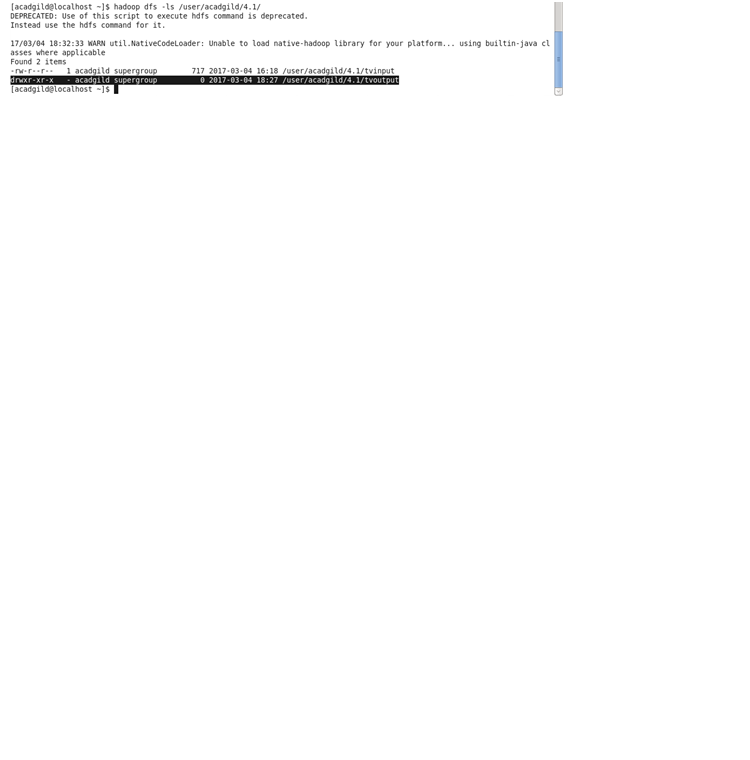 [acadgild@localhost ~]$ hadoop dfs -ls /user/acadgild/4.1/
DEPRECATED: Use of this script to execute hdfs command is deprecated.
Instead use the hdfs command for it.

17/03/04 18:32:33 WARN util.NativeCodeLoader: Unable to load native-hadoop library for your platform... using builtin-java cl
asses where applicable
Found 2 items
-rw-r--r--   1 acadgild supergroup        717 2017-03-04 16:18 /user/acadgild/4.1/tvinput
drwxr-xr-x   - acadgild supergroup          0 2017-03-04 18:27 /user/acadgild/4.1/tvoutput
[acadgild@localhost ~]$